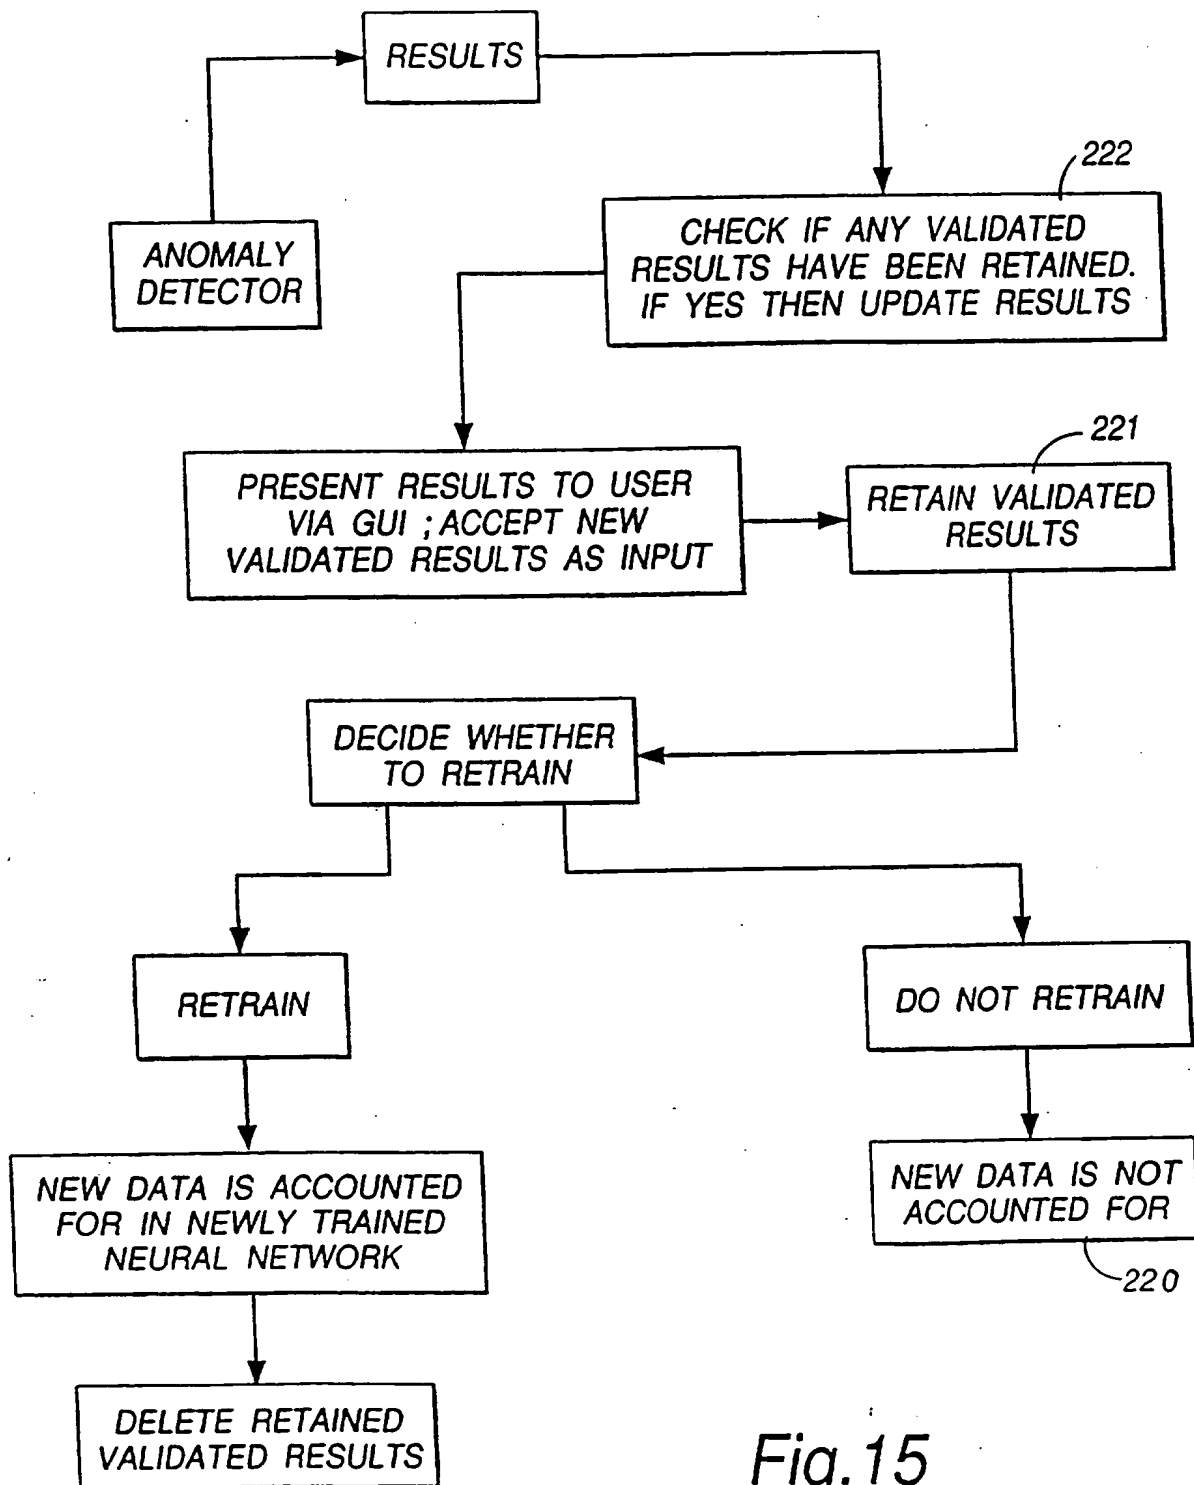 RESULTS
222
ANOMALY
DETECTOR
CHECK IF ANY VALIDATED
RESULTS HAVE BEEN RETAINED.
IF YES THEN UPDATE RESULTS
221
PRESENT RESULTS TO USER
VIA GUI ; ACCEPT NEW
VALIDATED RESULTS AS INPUT
RETAIN VALIDATED
RESULTS
DECIDE WHETHER
TO RETRAIN
RETRAIN
DO NOT RETRAIN
NEW DATA IS ACCOUNTED
FOR IN NEWLY TRAINED
NEURAL NETWORK
NEW DATA IS NOT
ACCOUNTED FOR
220
DELETE RETAINED
VALIDATED RESULTS
Fig.15